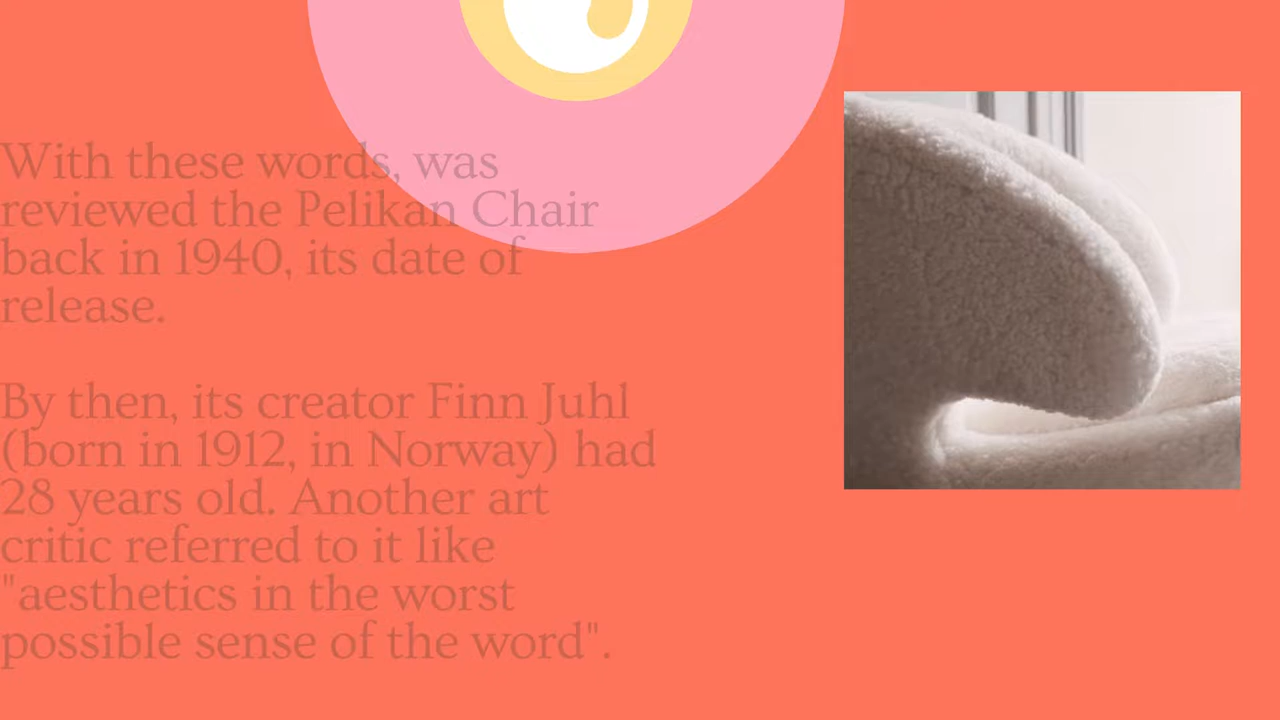 With these words, was
reviewed the Pelikan Chair
back in 1940, its date of
release.
By then, its creator Finn Juhl
(born in 1912, in Norway) had
28 years old. Another art
critic referred to it like
"aesthetics in the worst
possible sense of the word".